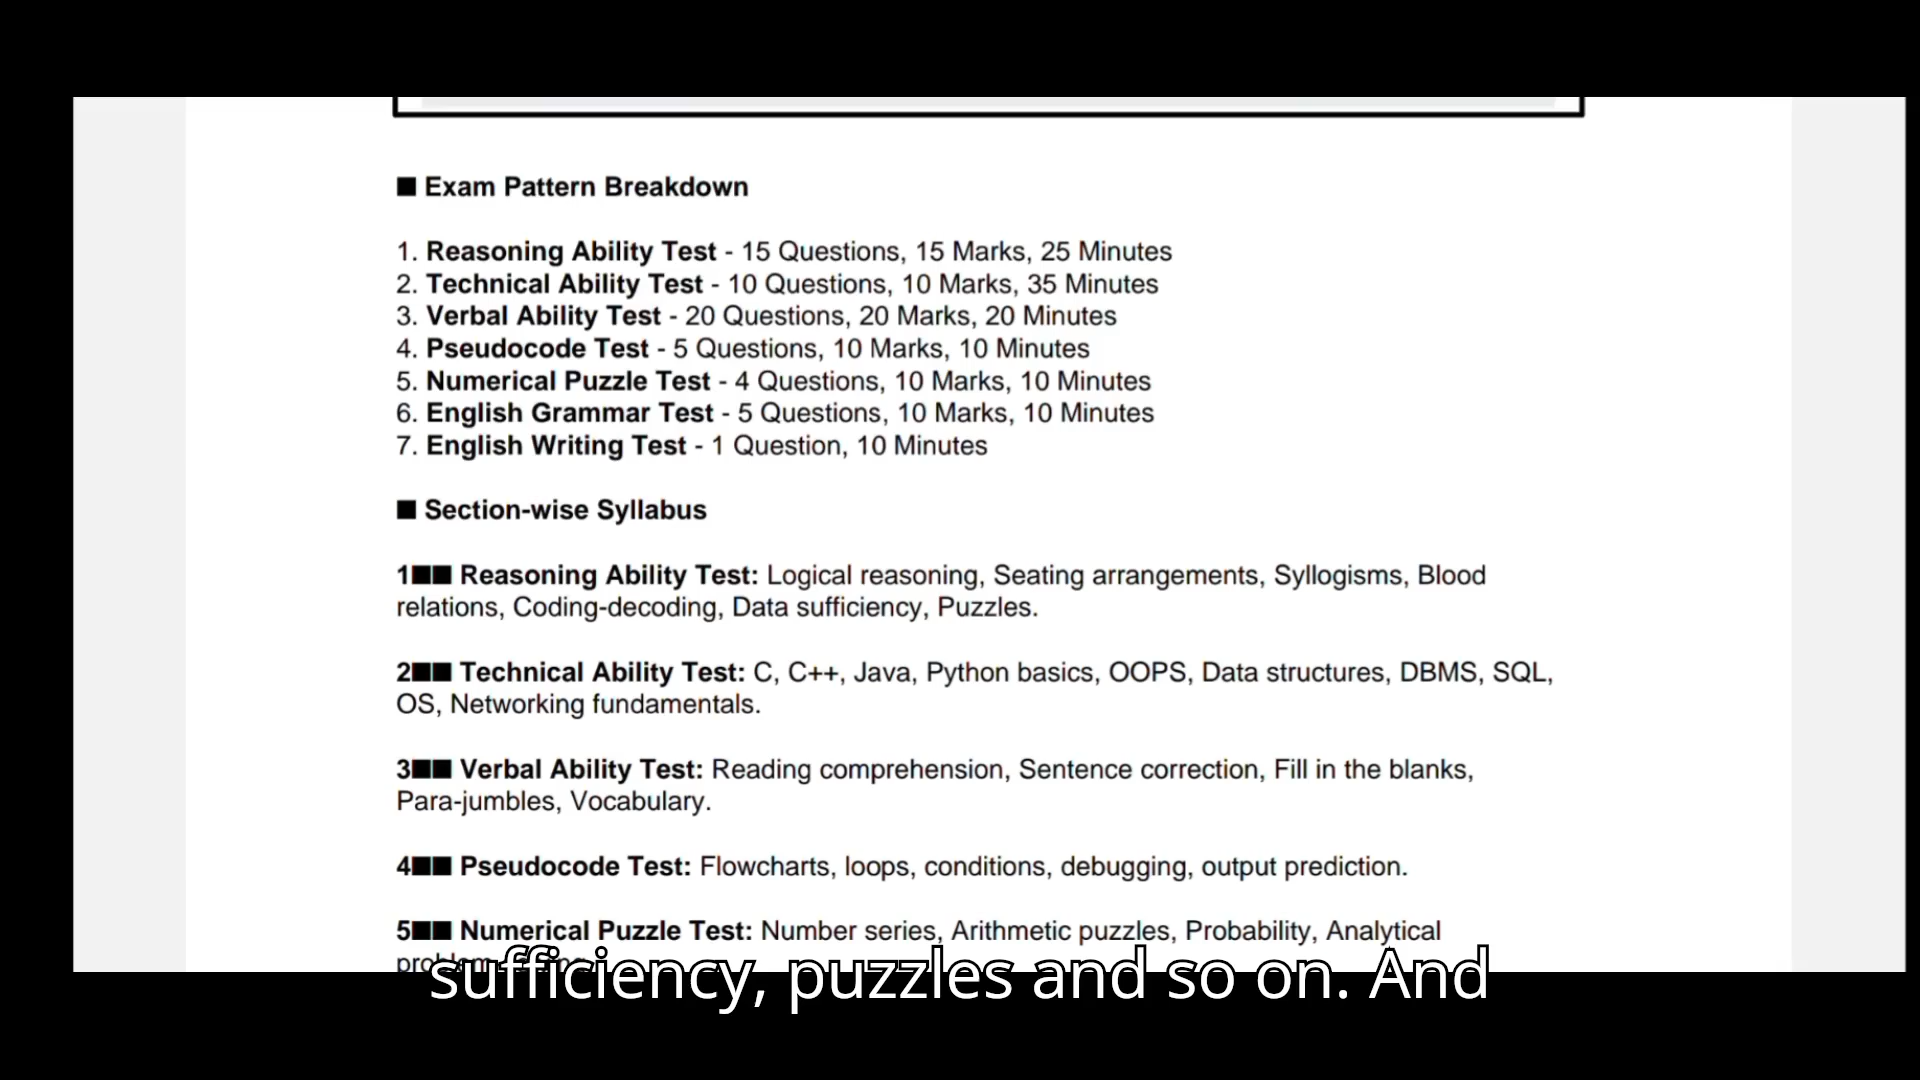 ■ Exam Pattern Breakdown
1. Reasoning Ability Test - 15 Questions, 15 Marks, 25 Minutes
2. Technical Ability Test - 10 Questions, 10 Marks, 35 Minutes
3. Verbal Ability Test - 20 Questions, 20 Marks, 20 Minutes
4. Pseudocode Test - 5 Questions, 10 Marks, 10 Minutes
5. Numerical Puzzle Test - 4 Questions, 10 Marks, 10 Minutes
6. English Grammar Test - 5 Questions, 10 Marks, 10 Minutes
7. English Writing Test - 1 Question, 10 Minutes
■ Section-wise Syllabus
1■■ Reasoning Ability Test: Logical reasoning, Seating arrangements, Syllogisms, Blood
relations, Coding-decoding, Data sufficiency, Puzzles.
2■■ Technical Ability Test: C, C++, Java, Python basics, OOPS, Data structures, DBMS, SQL,
OS, Networking fundamentals.
3■■ Verbal Ability Test: Reading comprehension, Sentence correction, Fill in the blanks,
Para-jumbles, Vocabulary.
4■■ Pseudocode Test: Flowcharts, loops, conditions, debugging, output prediction.
5■■ Numerical Puzzle Test: Number series, Arithmetic puzzles, Probability, Analytical
sufficiency, puzzles and so on. And